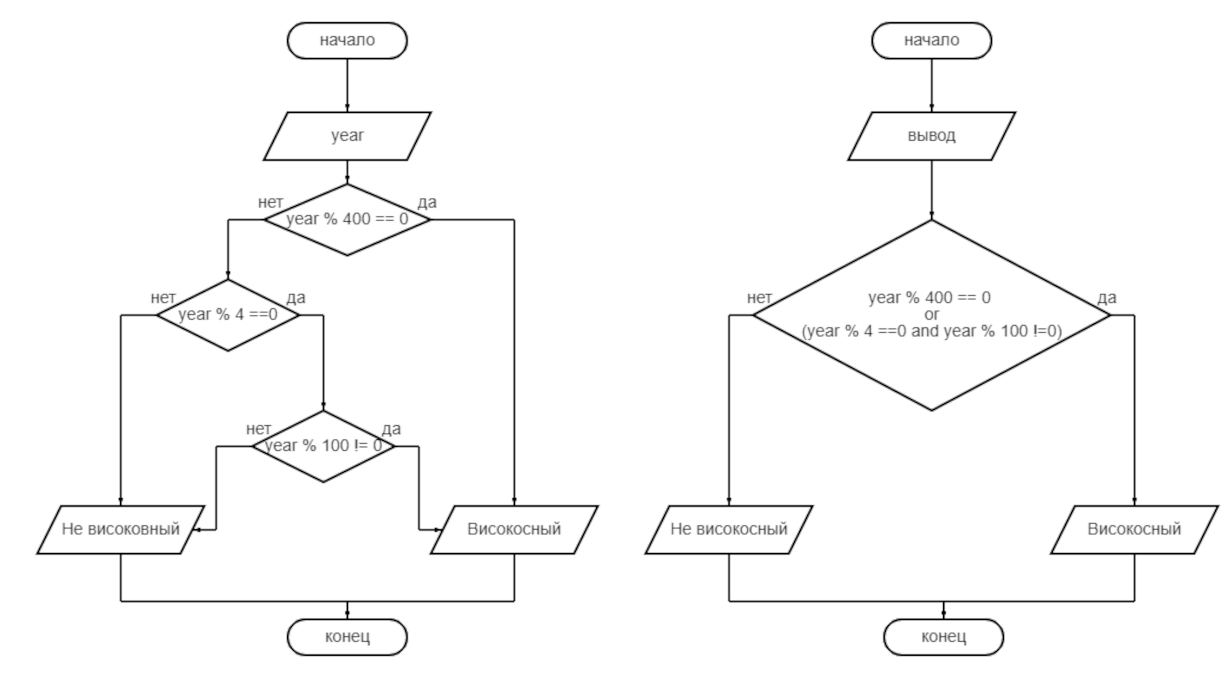 начало
year
нет
да
year % 400 == 0
нет
да
year % 4 ==0
нет
да
year % 100 != 0
Не високовный
Високосный
конец
начало
вывод
нет
да
year % 400 == 0
or
(year % 4 ==0 and year % 100 !=0)
Не високосный
Високосный
конец